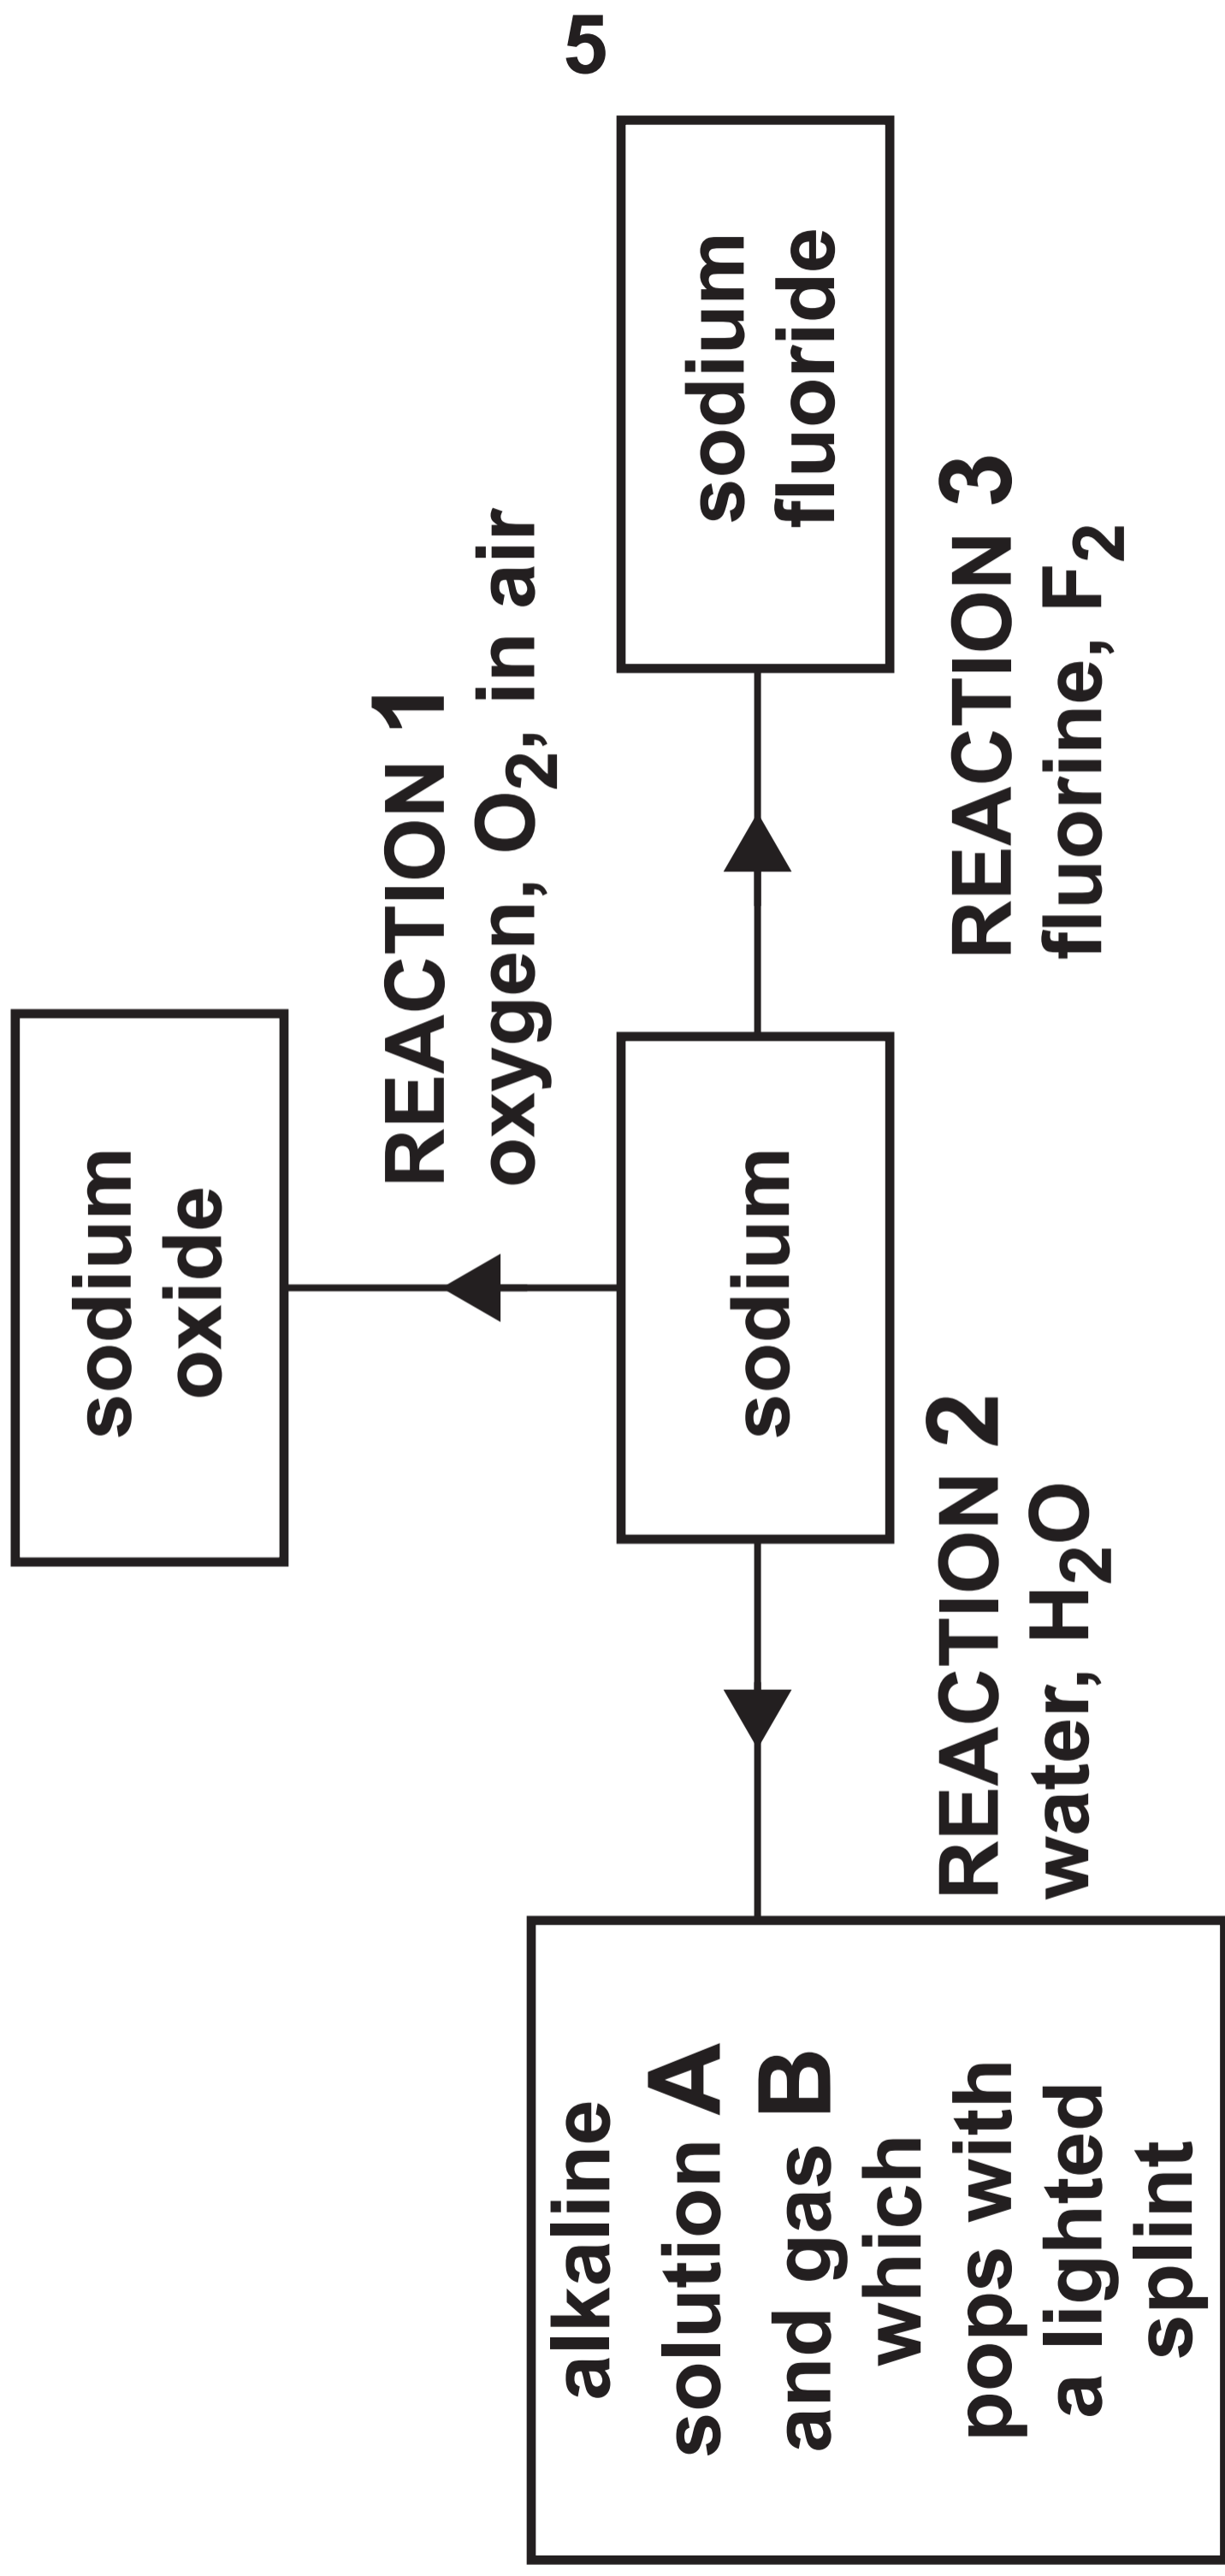 5
sodium
oxide
REACTION 1
oxygen, O2, in air
sodium
sodium
fluoride
REACTION 3
fluorine, F2
REACTION 2
water, H2O
alkaline
solution A
and gas B
which
pops with
a lighted
splint